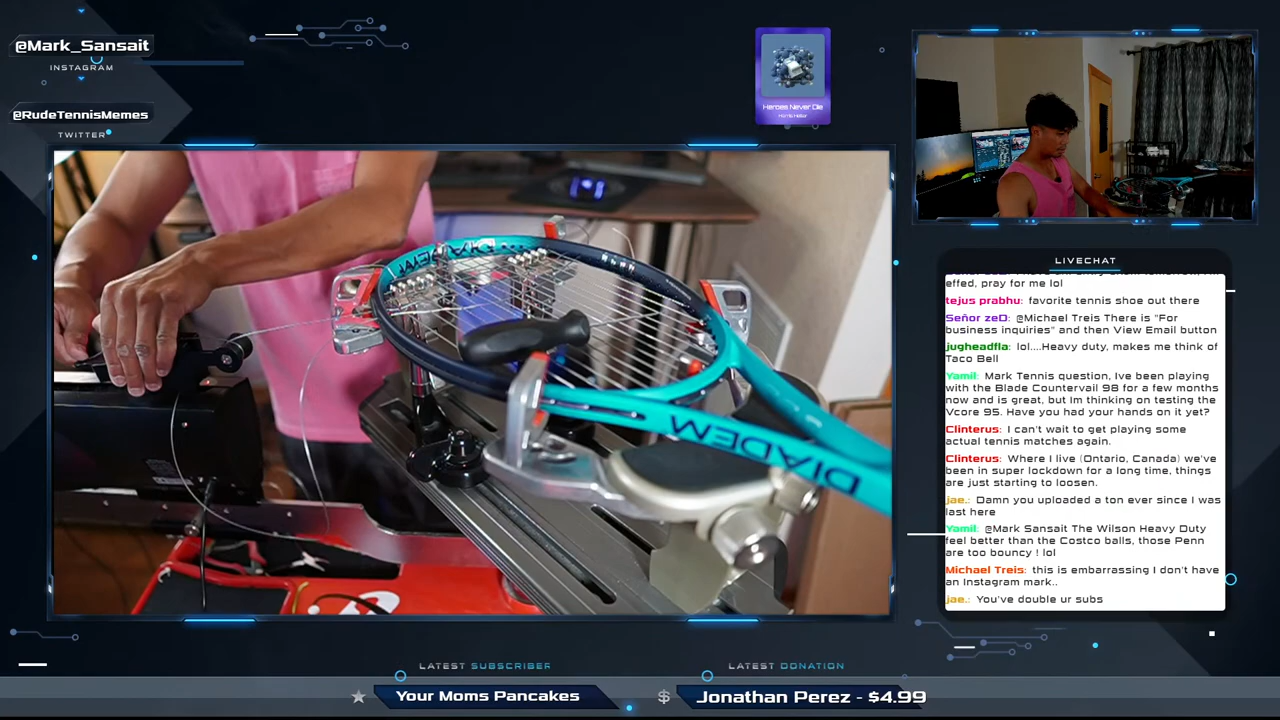 @Mark_Sansait
INSTAGRAM
@RudeTennisMemes
TWITTER
Heroes Never Die
DIADEM
DIADEM
LIVECHAT
effed, pray for me lol
tejus prabhu: favorite tennis shoe out there
Señor zeD: @Michael Treis There is "For
business inquiries" and then View Email button
jugheadfla: lol....Heavy duty, makes me think of
Taco Bell
Yamil: Mark Tennis question, Ive been playing
with the Blade Countervail 98 for a few months
now and is great, but Im thinking on testing the
Vcore 95. Have you had your hands on it yet?
Clinterus: I can't wait to get playing some
actual tennis matches again.
Clinterus: Where I live (Ontario, Canada) we've
been in super lockdown for a long time, things
are just starting to loosen.
jae.: Damn you uploaded a ton ever since I was
last here
Yamil: @Mark Sansait The Wilson Heavy Duty
feel better than the Costco balls, those Penn
are too bouncy ! lol
Michael Treis: this is embarrassing I don't have
an Instagram mark..
jae.: You've double ur subs
LATEST SUBSCRIBER
Your Moms Pancakes
LATEST DONATION
$ Jonathan Perez - $4.99